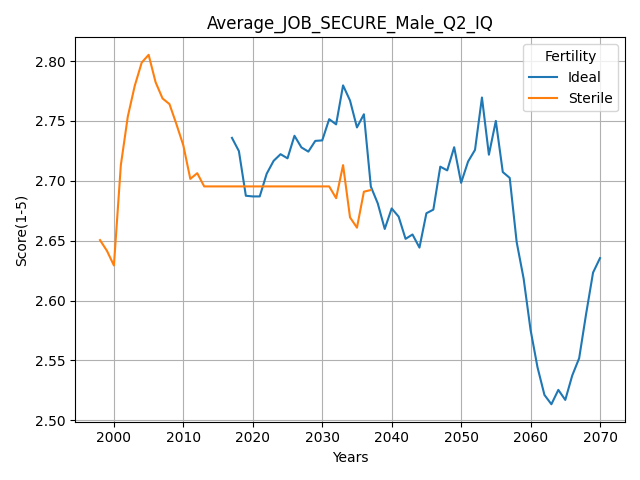 Average_JOB_SECURE_Male_Q2_IQ
Fertility
Ideal
Sterile
Score(1-5)
2.80
2.75
2.70
2.65
2.60
2.55
2.50
2000 2010 2020 2030 2040 2050 2060 2070
Years